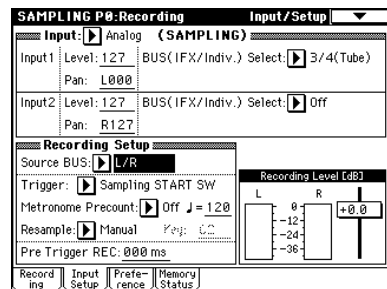 SAMPLING P0:Recording Input/Setup
Input: Analog (SAMPLING)
Input1 Level: 127 BUS(IFX/Indiv.) Select: 3/4(Tube)
Pan: L000
Input2 Level: 127 BUS(IFX/Indiv.) Select: Off
Pan: R127
Recording Setup
Source BUS: L/R
Trigger: Sampling START SW
Metronome Precount: Off ♩=120
Resample: Manual Key: C2
Pre Trigger REC: 000 ms
Recording Level [dB]
L R
0 +0.0
-12
-24
-36
Recording Input Setup Preference Memory Status